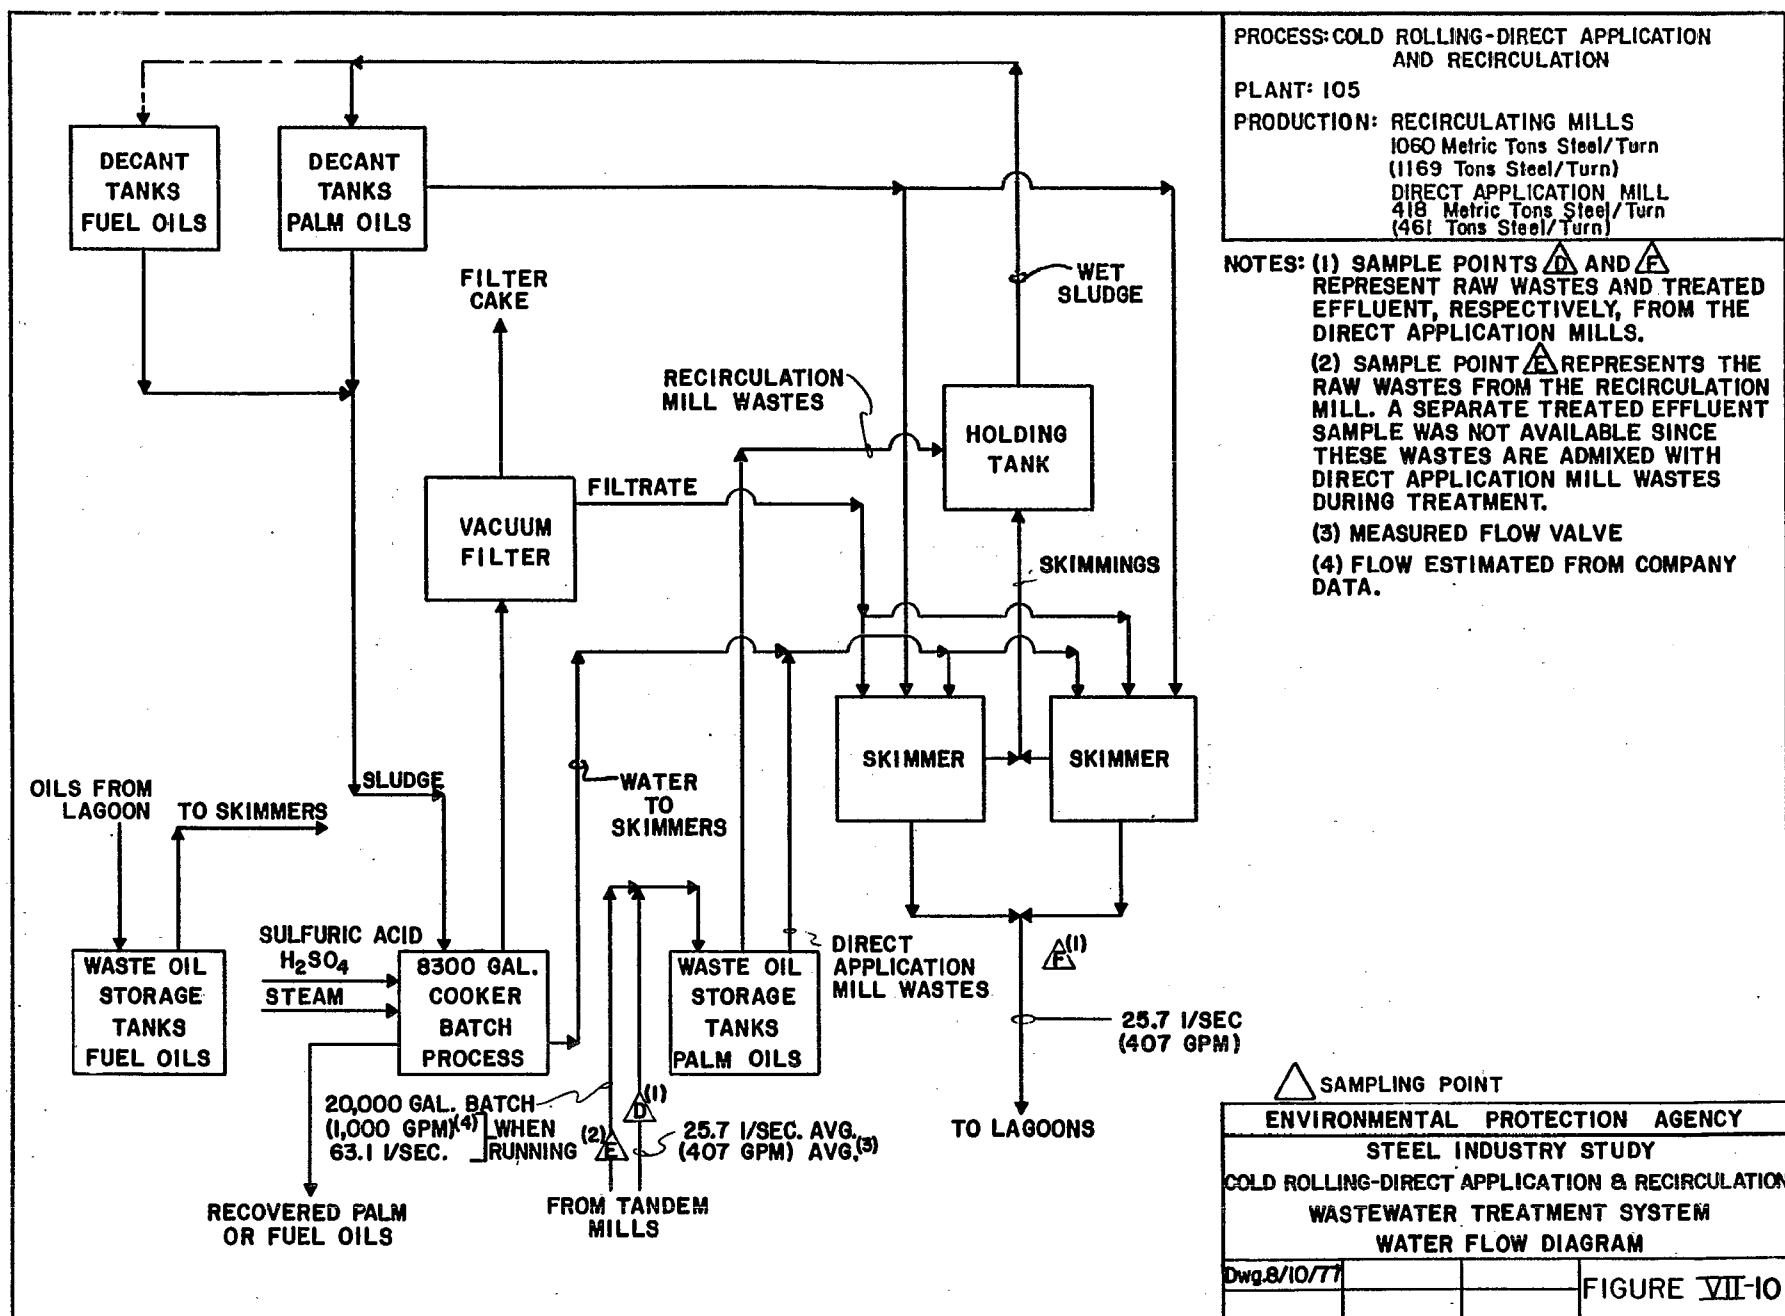 PROCESS: COLD ROLLING-DIRECT APPLICATION
AND RECIRCULATION
PLANT: 105
PRODUCTION: RECIRCULATING MILLS
1060 Metric Tons Steel/Turn
(1169 Tons Steel/Turn)
DIRECT APPLICATION MILL
418 Metric Tons Steel/Turn
(461 Tons Steel/Turn)
NOTES: (1) SAMPLE POINTS D AND F
REPRESENT RAW WASTES AND TREATED
EFFLUENT, RESPECTIVELY, FROM THE
DIRECT APPLICATION MILLS.
(2) SAMPLE POINT E REPRESENTS THE
RAW WASTES FROM THE RECIRCULATION
MILL. A SEPARATE TREATED EFFLUENT
SAMPLE WAS NOT AVAILABLE SINCE
THESE WASTES ARE ADMIXED WITH
DIRECT APPLICATION MILL WASTES
DURING TREATMENT.
(3) MEASURED FLOW VALVE
(4) FLOW ESTIMATED FROM COMPANY
DATA.
DECANT
TANKS
FUEL OILS
DECANT
TANKS
PALM OILS
FILTER
CAKE
WET
SLUDGE
RECIRCULATION
MILL WASTES
HOLDING
TANK
FILTRATE
VACUUM
FILTER
SKIMMINGS
SKIMMER
SKIMMER
SLUDGE
WATER
TO
SKIMMERS
OILS FROM
LAGOON
TO SKIMMERS
SULFURIC ACID
H₂SO₄
STEAM
WASTE OIL
STORAGE
TANKS
FUEL OILS
8300 GAL.
COOKER
BATCH
PROCESS
WASTE OIL
STORAGE
TANKS
PALM OILS
DIRECT
APPLICATION
MILL WASTES
F (1)
25.7 l/SEC
(407 GPM)
20,000 GAL. BATCH
(1,000 GPM)(4) WHEN
63.1 l/SEC. RUNNING
(2) E
D (1)
25.7 l/SEC. AVG.
(407 GPM) AVG.(3)
TO LAGOONS
RECOVERED PALM
OR FUEL OILS
FROM TANDEM
MILLS
SAMPLING POINT
ENVIRONMENTAL PROTECTION AGENCY
STEEL INDUSTRY STUDY
COLD ROLLING-DIRECT APPLICATION & RECIRCULATION
WASTEWATER TREATMENT SYSTEM
WATER FLOW DIAGRAM
Dwg.8/10/77
FIGURE VII-10